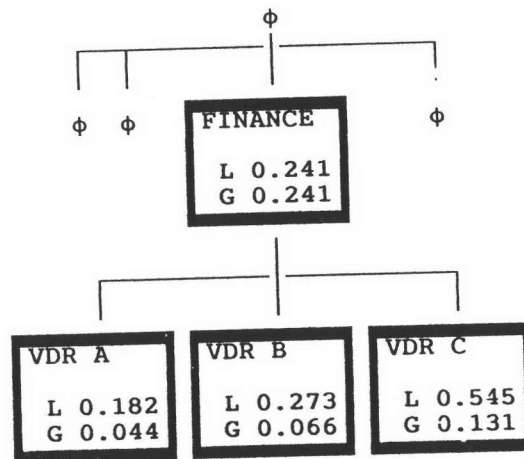 ф
ф ф ф
FINANCE
L 0.241
G 0.241
VDR A
L 0.182
G 0.044
VDR B
L 0.273
G 0.066
VDR C
L 0.545
G 0.131